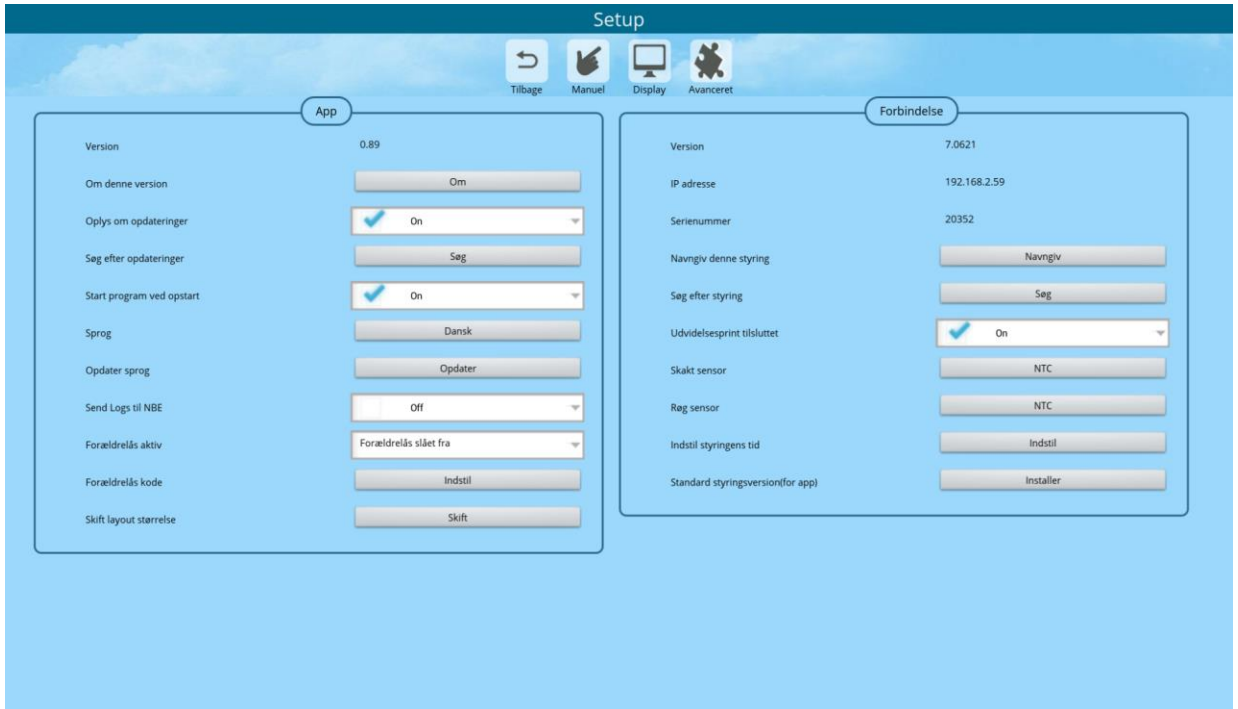 Setup
Tilbage Manuel Display Avanceret
App
Version 0.89
Om denne version Om
Oplys om opdateringer On
Søg efter opdateringer Søg
Start program ved opstart On
Sprog Dansk
Opdater sprog Opdater
Send Logs til NBE Off
Forældrelås aktiv Forældrelås slået fra
Forældrelås kode Indstil
Skift layout størrelse Skift
Forbindelse
Version 7.0621
IP adresse 192.168.2.59
Serienummer 20352
Navngiv denne styring Navngiv
Søg efter styring Søg
Udvidelsesprint tilsluttet On
Skakt sensor NTC
Røg sensor NTC
Indstil styringens tid Indstil
Standard styringsversion(for app) Installer